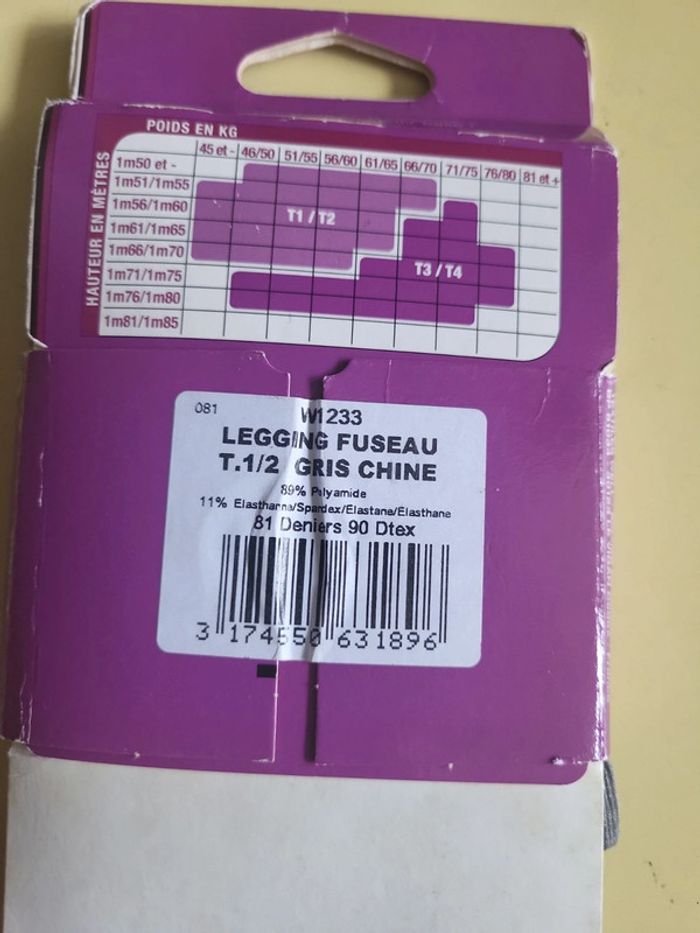 POIDS EN KG
45 et - 46/50 51/55 56/60 61/65 66/70 71/75 76/80 81 et +
HAUTEUR EN MÈTRES
1m50 et -
1m51/1m55
1m56/1m60
T1 / T2
1m61/1m65
1m66/1m70
T3 / T4
1m71/1m75
1m76/1m80
1m81/1m85
081
W1233
LEGGING FUSEAU
T.1/2 GRIS CHINE
89% Polyamide
11% Elasthanne/Spandex/Elastane/Elasthane
81 Deniers 90 Dtex
3 174550 631896